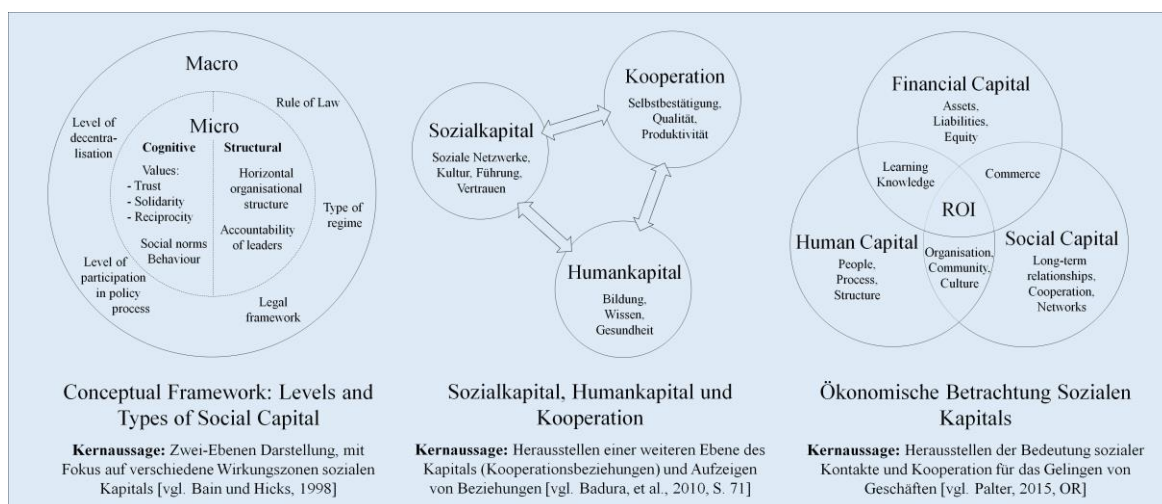 Macro
Rule of Law
Level of
decentra-
lisation
Micro
Cognitive
Structural
Values:
- Trust
- Solidarity
- Reciprocity
Social norms
Behaviour
Horizontal
organisational
structure
Accountability
of leaders
Type of
regime
Level of
participation
in policy
process
Legal
framework
Conceptual Framework: Levels and
Types of Social Capital
Kernaussage: Zwei-Ebenen Darstellung, mit
Fokus auf verschiedene Wirkungszonen sozialen
Kapitals [vgl. Bain und Hicks, 1998]
Kooperation
Selbstbestätigung,
Qualität,
Produktivität
Sozialkapital
Soziale Netzwerke,
Kultur, Führung,
Vertrauen
Humankapital
Bildung,
Wissen,
Gesundheit
Sozialkapital, Humankapital und
Kooperation
Kernaussage: Herausstellen einer weiteren Ebene des
Kapitals (Kooperationsbeziehungen) und Aufzeigen
von Beziehungen [vgl. Badura, et al., 2010, S. 71]
Financial Capital
Assets,
Liabilities,
Equity
Learning
Knowledge
Commerce
ROI
Human Capital
People,
Process,
Structure
Organisation,
Community,
Culture
Social Capital
Long-term
relationships,
Cooperation,
Networks
Ökonomische Betrachtung Sozialen
Kapitals
Kernaussage: Herausstellen der Bedeutung sozialer
Kontakte und Kooperation für das Gelingen von
Geschäften [vgl. Palter, 2015, OR]